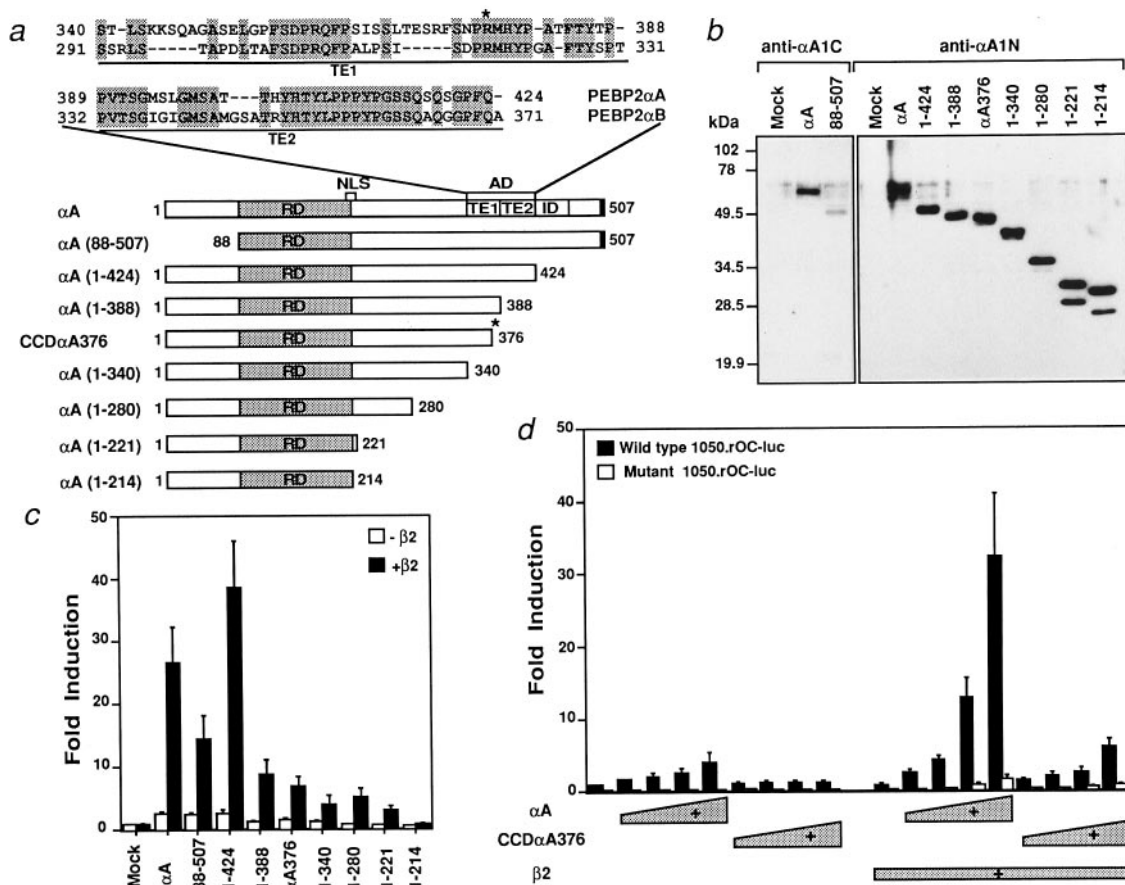 a
*
340 ST-LSKKSQAGASELGPFSDPRQFPSISSLTESRFSNPRMHYP-ATFTYTP- 388
291 SSRLS-----TAPDLTAFSDPRQFPALPSI-----SDPRMHYPGA-FTYSPT 331
TE1
389 PVTSGMSLGMSAT---THYHTYLPPPYPGSSQSQSGPFQ- 424 PEBP2αA
332 PVTSGIGIGMSAMGSATRYHTYLPPPYPGSSQAQGGPFQA 371 PEBP2αB
TE2
NLS AD
αA 1 RD TE1 TE2 ID 507
αA (88-507) 88 RD 507
αA (1-424) 1 RD 424
αA (1-388) 1 RD 388
CCDαA376 1 RD * 376
αA (1-340) 1 RD 340
αA (1-280) 1 RD 280
αA (1-221) 1 RD 221
αA (1-214) 1 RD 214
b
anti-αA1C anti-αA1N
kDa Mock αA 88-507 Mock αA 1-424 1-388 αA376 1-340 1-280 1-221 1-214
102
78
49.5
34.5
28.5
19.9
c
50
40
30
20
10
0
Fold Induction
- β2
+β2
Mock αA 88-507 1-424 1-388 αA376 1-340 1-280 1-221 1-214
d
50
40
30
20
10
0
Fold Induction
Wild type 1050.rOC-luc
Mutant 1050.rOC-luc
αA + +
CCDαA376 + +
β2 +